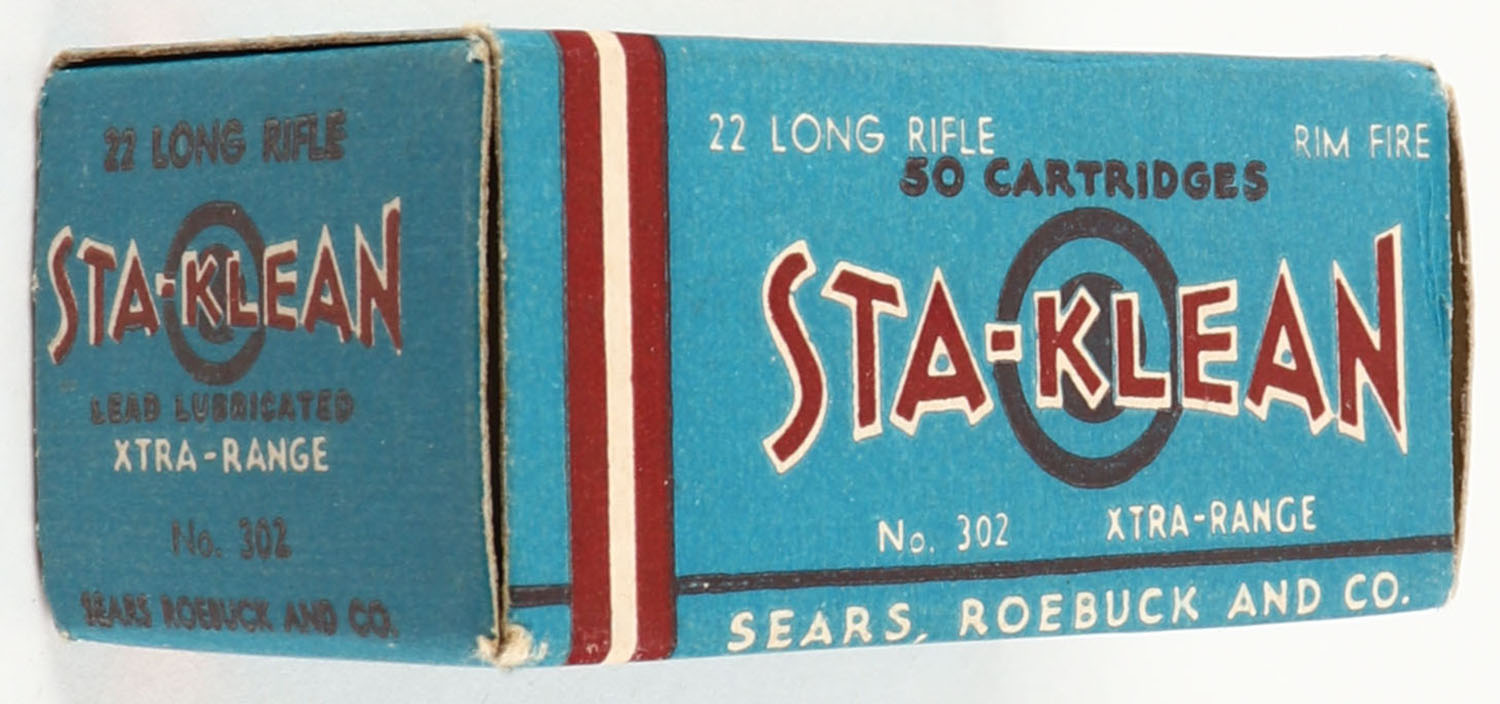 22 LONG RIFLE
STA-KLEAN
LEAD LUBRICATED
XTRA-RANGE
No. 302
SEARS ROEBUCK AND CO.
22 LONG RIFLE RIM FIRE
50 CARTRIDGES
STA-KLEAN
No. 302 XTRA-RANGE
SEARS, ROEBUCK AND CO.